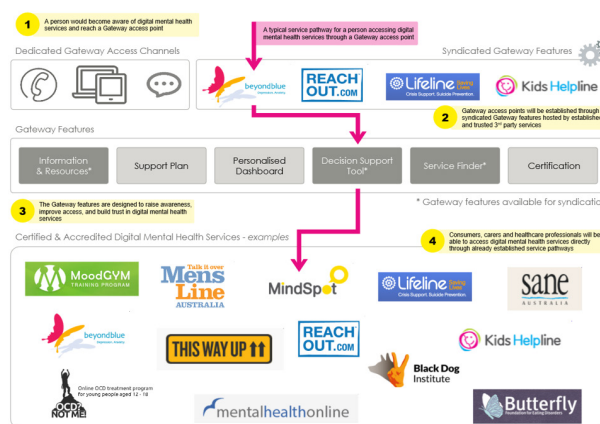 1
A person would become aware of digital mental health
services and reach a Gateway access point
A typical service pathway for a person accessing digital
mental health services through a Gateway access point
Dedicated Gateway Access Channels
Syndicated Gateway Features
beyondblue
REACH
OUT.COM
Lifeline
Saving
Lives
Crisis Support. Suicide Prevention.
Kids Helpline
2
Gateway access points will be established through
syndicated Gateway features hosted by established
and trusted 3rd party services
Gateway Features
Information
& Resources*
Support Plan
Personalised
Dashboard
Decision Support
Tool*
Service Finder*
Certification
* Gateway features available for syndicatio
3
The Gateway features are designed to raise awareness,
improve access, and build trust in digital mental health
services
4
Consumers, carers and healthcare professionals will be
able to access digital mental health services directly
through already established service pathways
Certified & Accredited Digital Mental Health Services - examples
MoodGYM
TRAINING PROGRAM
Talk it over
Mens
Line
AUSTRALIA
MindSpot
Lifeline
Saving
Lives
Crisis Support. Suicide Prevention.
sane
AUSTRALIA
beyondblue
THIS WAY UP
REACH
OUT.COM
Kids Helpline
Black Dog
Institute
OCD?
NOT ME!
Online OCD treatment program
for young people aged 12 - 18
mentalhealthonline
Butterfly
Foundation for Eating Disorders